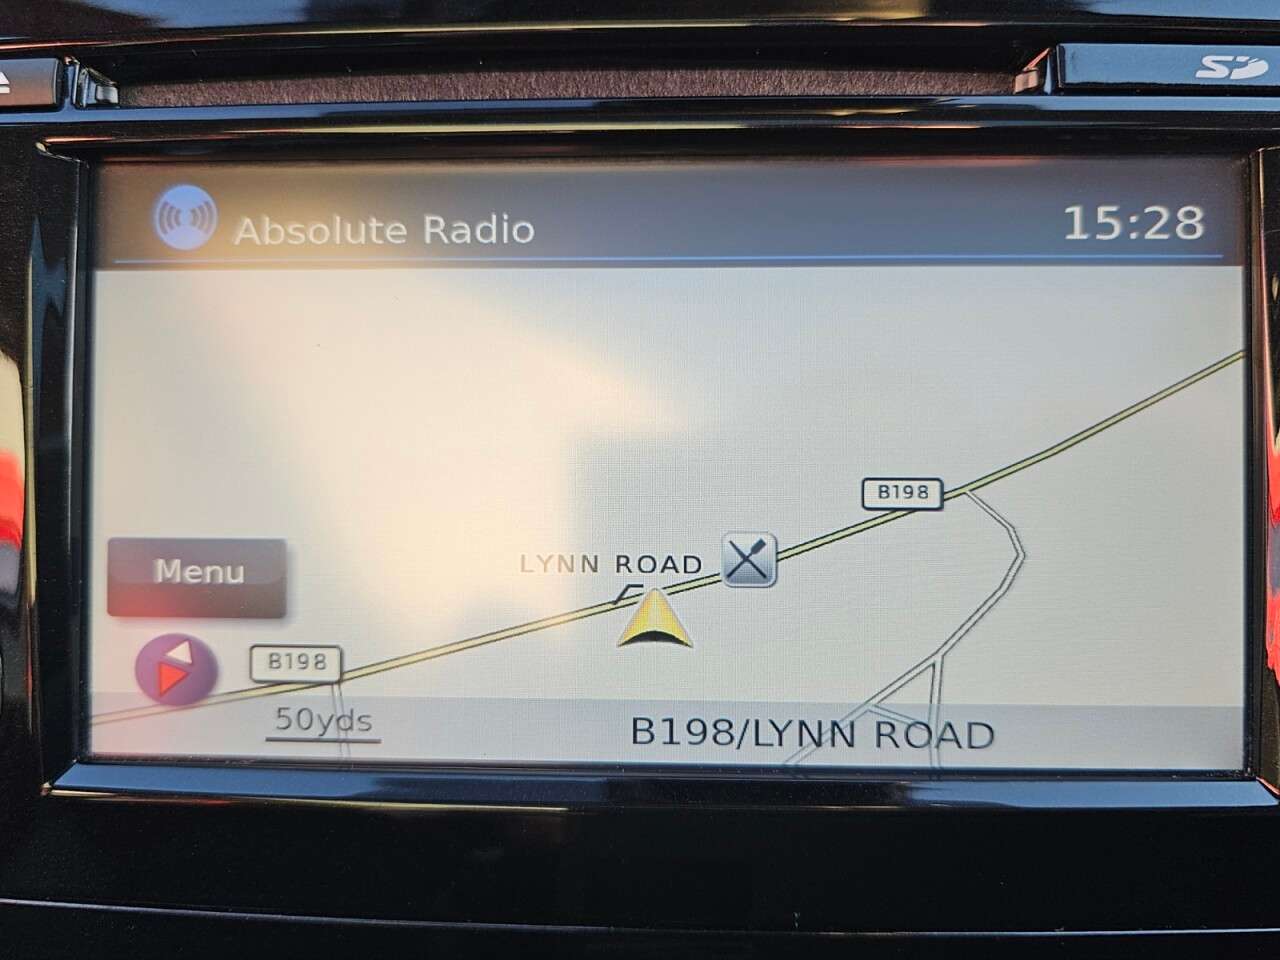 SD
Absolute Radio
15:28
B198
LYNN ROAD
Menu
B198
50yds
B198/LYNN ROAD